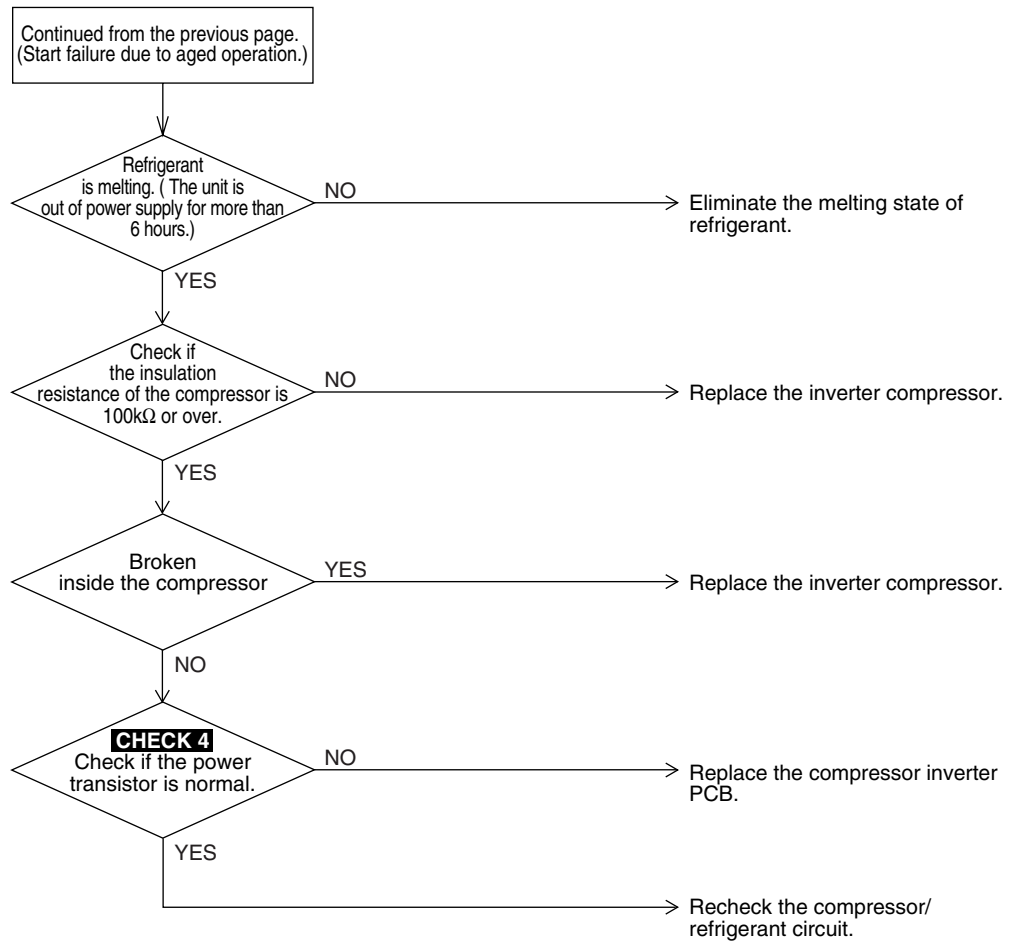 Continued from the previous page.
(Start failure due to aged operation.)
Refrigerant
is melting. ( The unit is
out of power supply for more than
6 hours.)
NO
Eliminate the melting state of
refrigerant.
YES
Check if
the insulation
resistance of the compressor is
100kΩ or over.
NO
Replace the inverter compressor.
YES
Broken
inside the compressor
YES
Replace the inverter compressor.
NO
CHECK 4
Check if the power
transistor is normal.
NO
Replace the compressor inverter
PCB.
YES
Recheck the compressor/
refrigerant circuit.